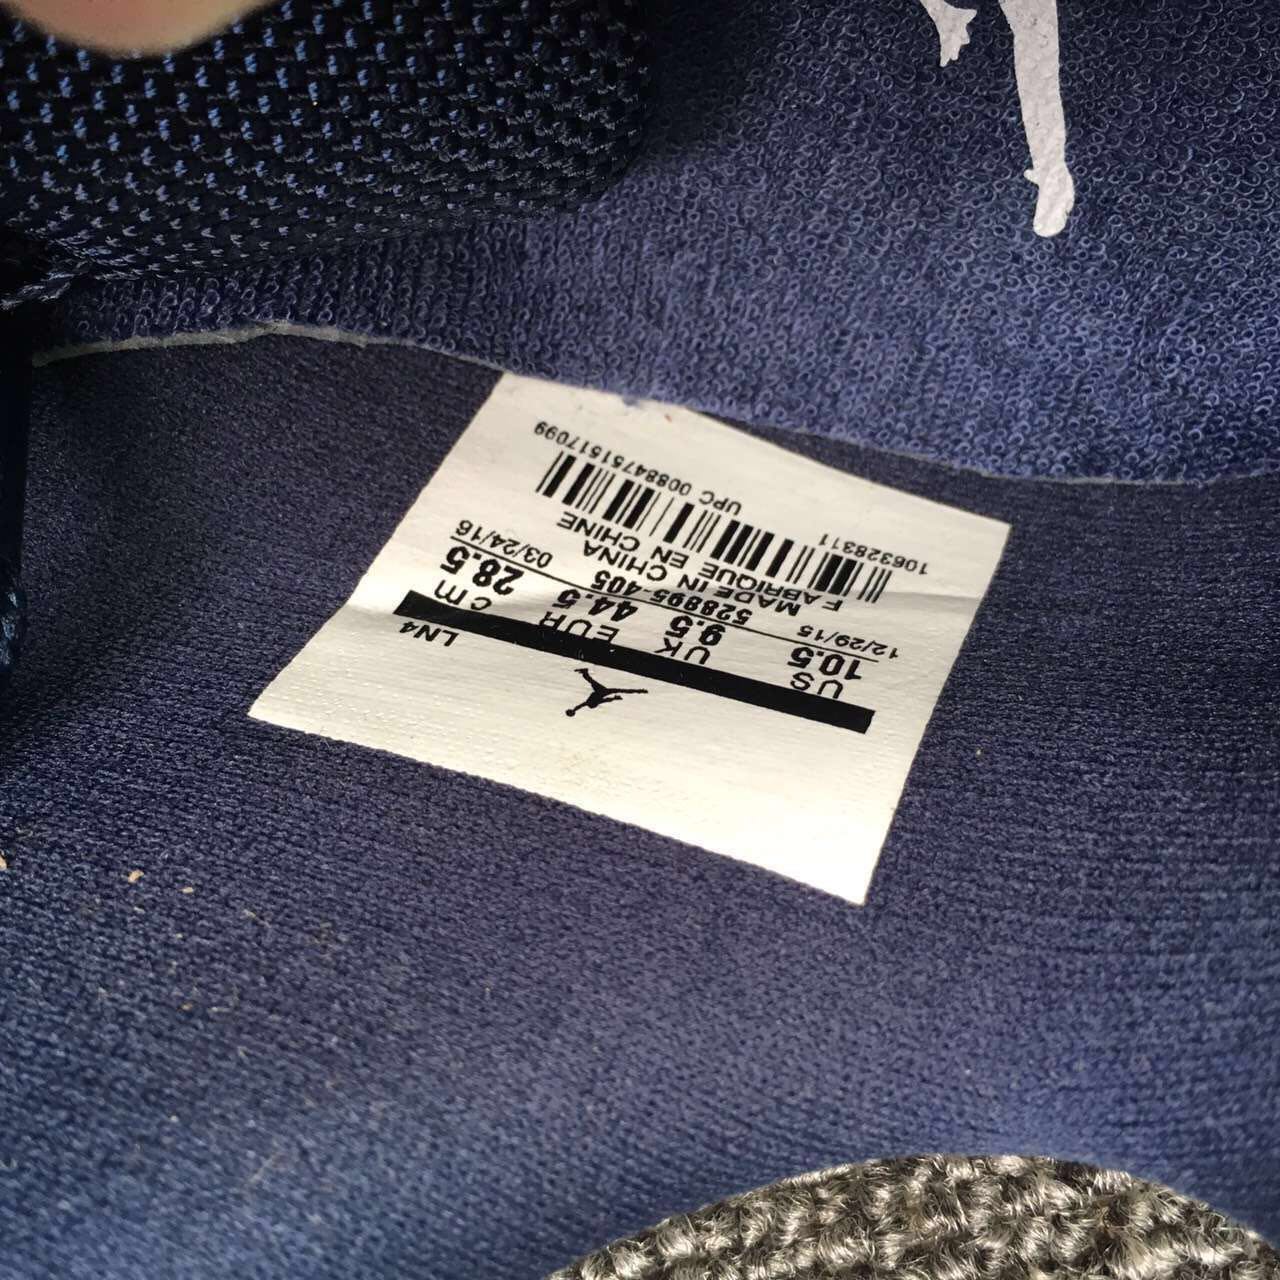 LN4
US UK EUR cm
10.5 9.5 44.5 28.5
12/29/15 528895-405 03/24/16
MADE IN CHINA
FABRIQUE EN CHINE
106328311
UPC 00884751517099